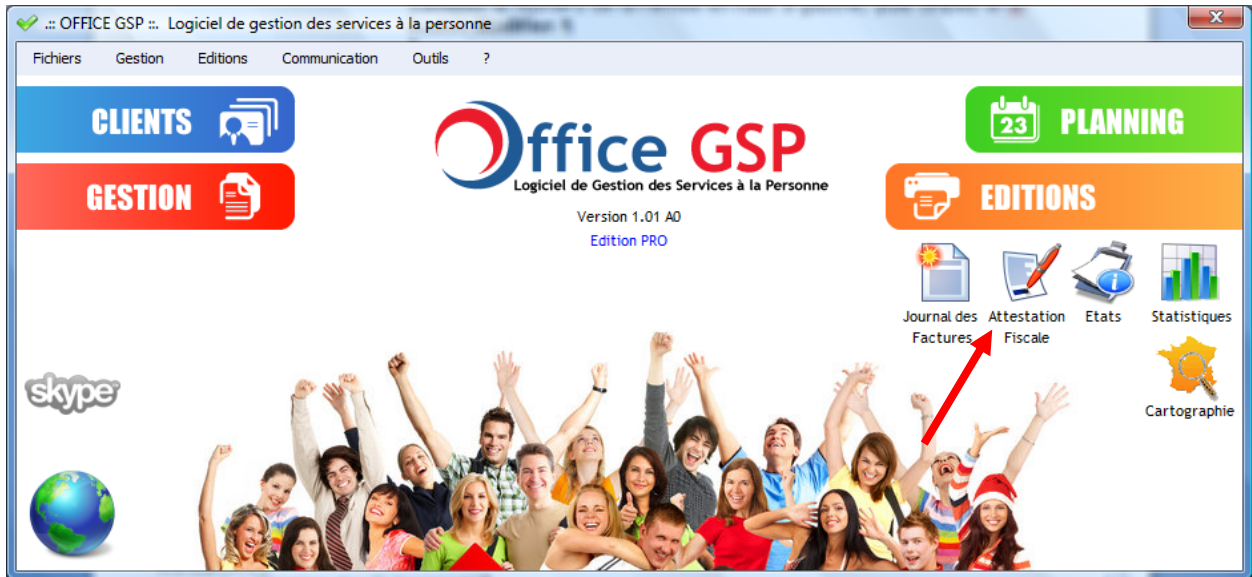 .:: OFFICE GSP ::. Logiciel de gestion des services à la personne
Fichiers Gestion Editions Communication Outils ?
CLIENTS
GESTION
Office GSP
Logiciel de Gestion des Services à la Personne
Version 1.01 A0
Edition PRO
23 PLANNING
EDITIONS
Journal des Factures
Attestation Fiscale
Etats
Statistiques
Cartographie
skype